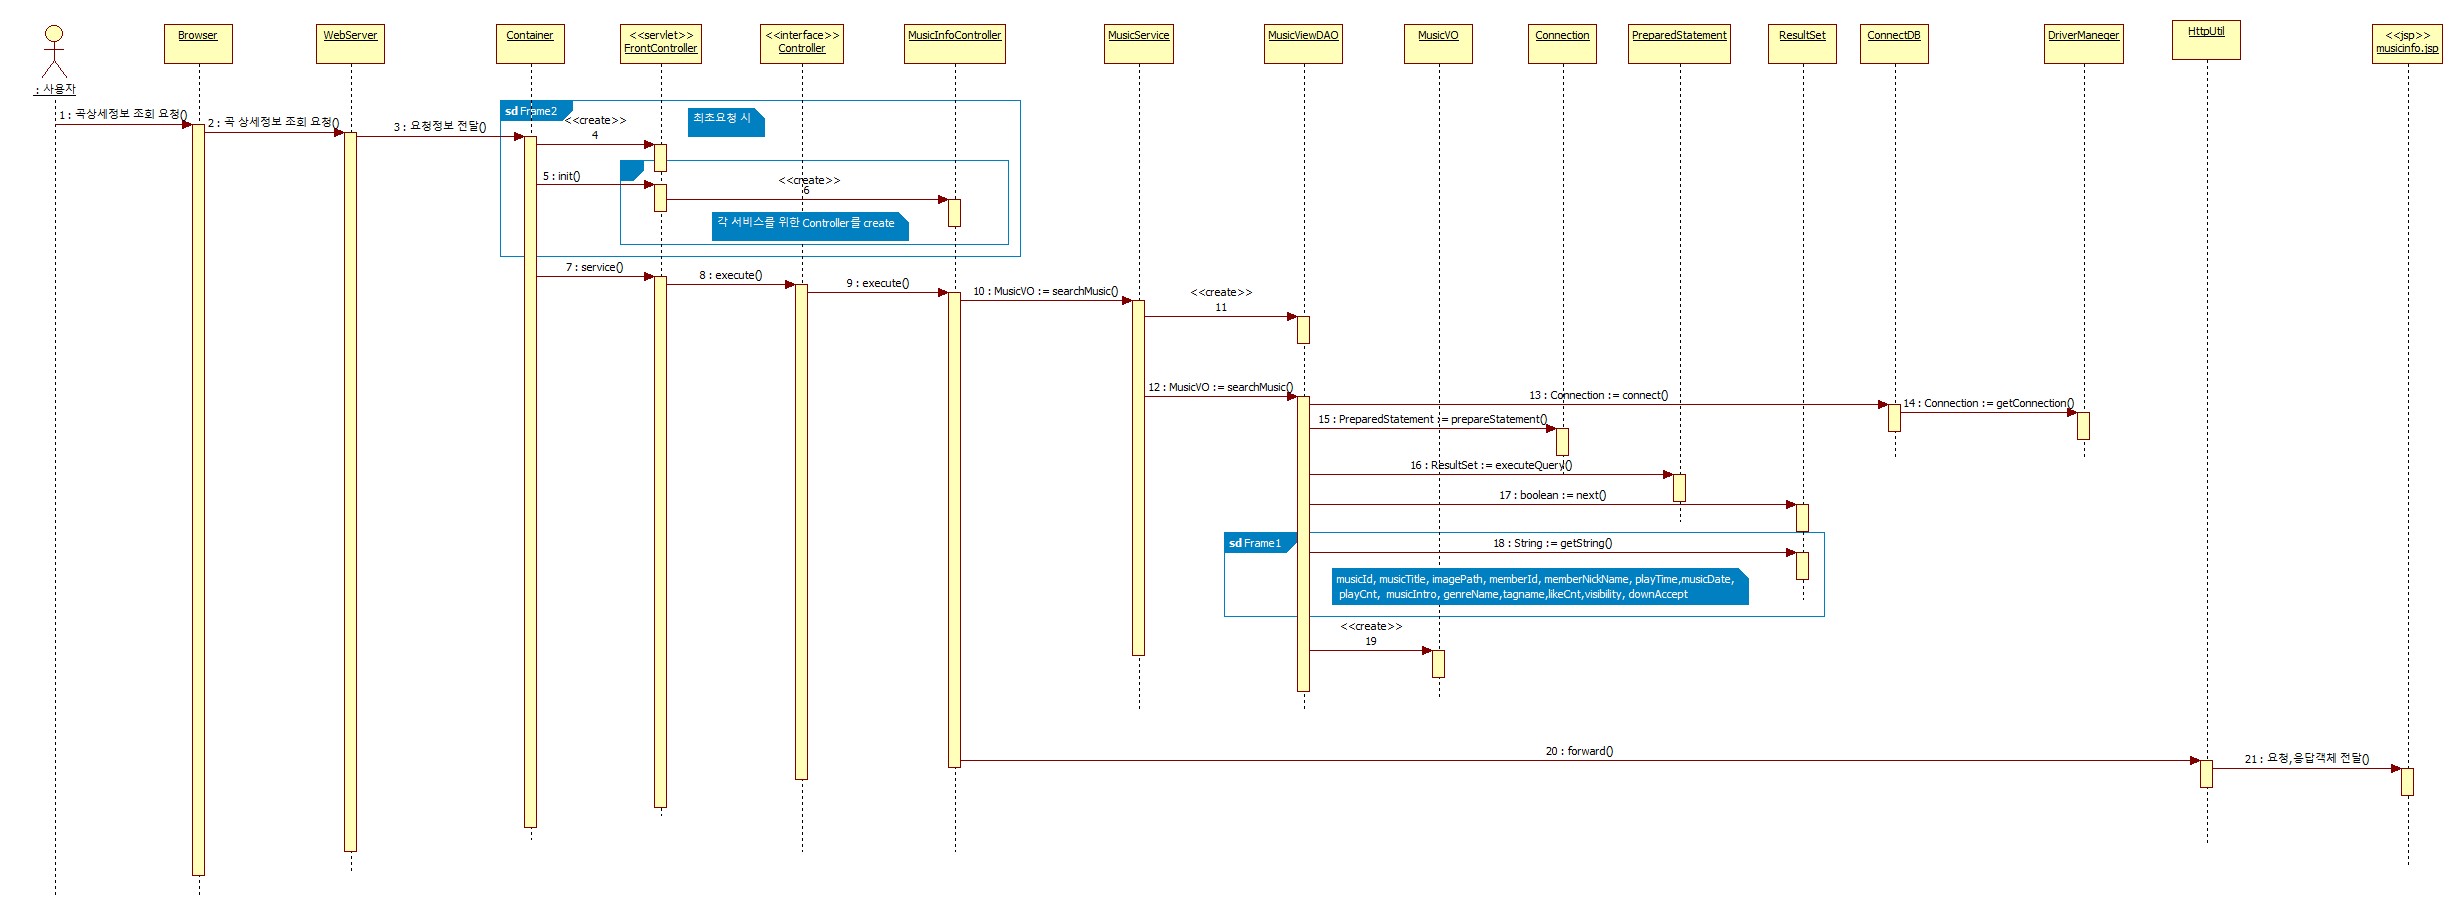 Browser
WebServer
Container
<<servlet>>
FrontController
<<interface>>
Controller
MusicInfoController
MusicService
MusicViewDAO
MusicVO
Connection
PreparedStatement
ResultSet
ConnectDB
DriverManeger
HttpUtil
<<jsp>>
musicinfo.jsp
: 사용자
1 : 곡상세정보 조회 요청()
2 : 곡 상세정보 조회 요청()
3 : 요청정보 전달()
sd Frame2
<<create>>
4
최초요청 시
5 : init()
<<create>>
6
각 서비스를 위한 Controller를 create
7 : service()
8 : execute()
9 : execute()
10 : MusicVO := searchMusic()
<<create>>
11
12 : MusicVO := searchMusic()
13 : Connection := connect()
14 : Connection := getConnection()
15 : PreparedStatement := prepareStatement()
16 : ResultSet := executeQuery()
17 : boolean := next()
sd Frame1
18 : String := getString()
musicId, musicTitle, imagePath, memberId, memberNickName, playTime,musicDate,
playCnt,  musicIntro, genreName,tagname,likeCnt,visibility, downAccept
<<create>>
19
20 : forward()
21 : 요청,응답객체 전달()